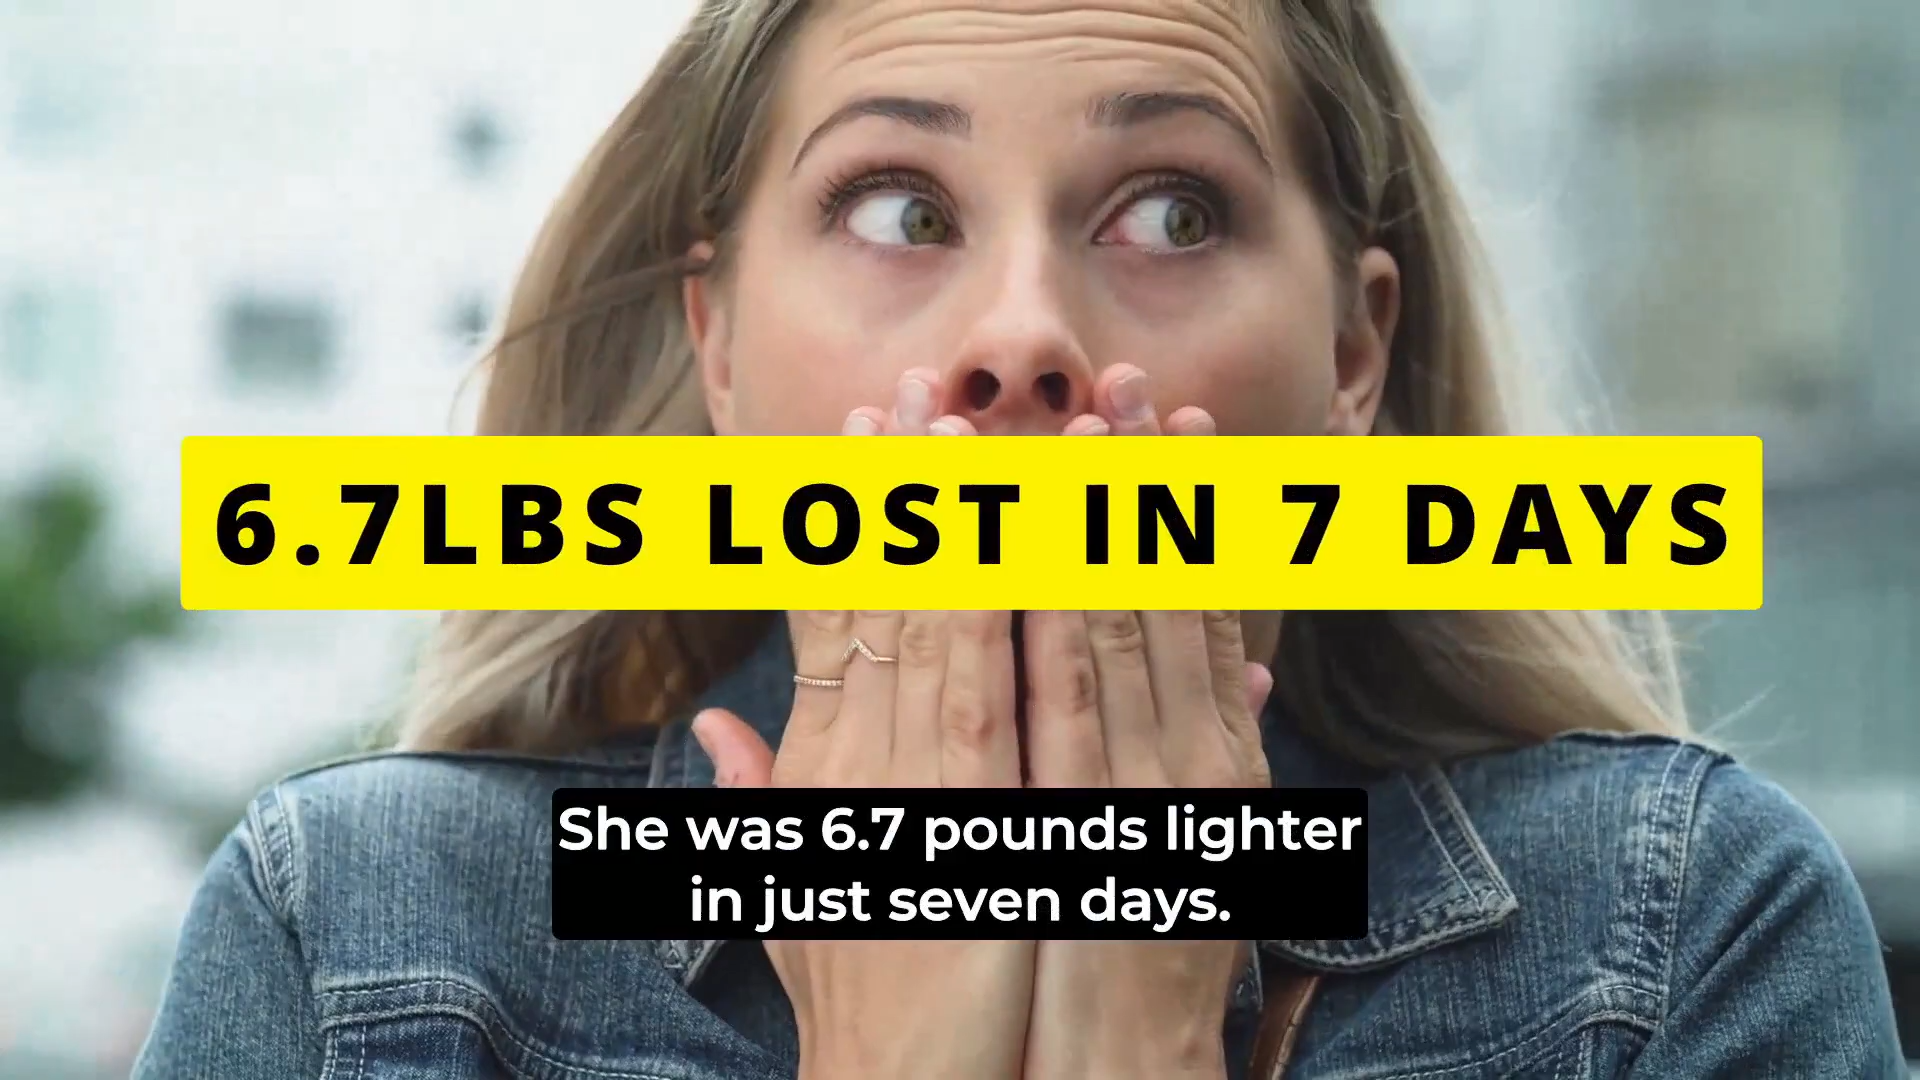 6.7LBS LOST IN 7 DAYS
She was 6.7 pounds lighter
in just seven days.